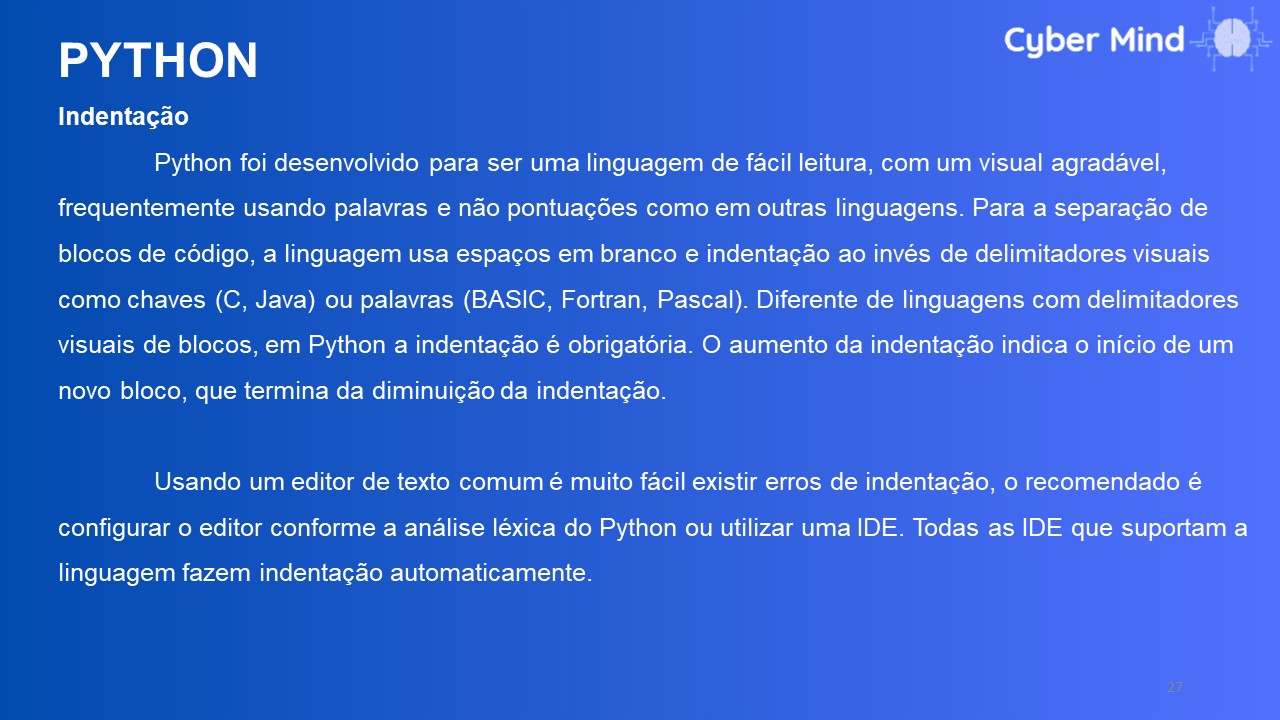 PYTHON
Cyber Mind
Indentação
Python foi desenvolvido para ser uma linguagem de fácil leitura, com um visual agradável,
frequentemente usando palavras e não pontuações como em outras linguagens. Para a separação de
blocos de código, a linguagem usa espaços em branco e indentação ao invés de delimitadores visuais
como chaves (C, Java) ou palavras (BASIC, Fortran, Pascal). Diferente de linguagens com delimitadores
visuais de blocos, em Python a indentação é obrigatória. O aumento da indentação indica o início de um
novo bloco, que termina da diminuição da indentação.
Usando um editor de texto comum é muito fácil existir erros de indentação, o recomendado é
configurar o editor conforme a análise léxica do Python ou utilizar uma IDE. Todas as IDE que suportam a
linguagem fazem indentação automaticamente.
27